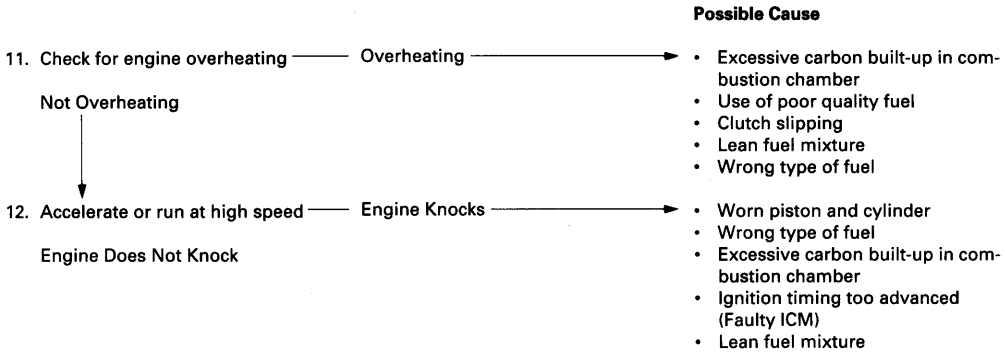 Possible Cause
11. Check for engine overheating Overheating
• Excessive carbon built-up in com-
bustion chamber
Not Overheating
• Use of poor quality fuel
• Clutch slipping
• Lean fuel mixture
• Wrong type of fuel
12. Accelerate or run at high speed Engine Knocks
• Worn piston and cylinder
• Wrong type of fuel
Engine Does Not Knock
• Excessive carbon built-up in com-
bustion chamber
• Ignition timing too advanced
(Faulty ICM)
• Lean fuel mixture